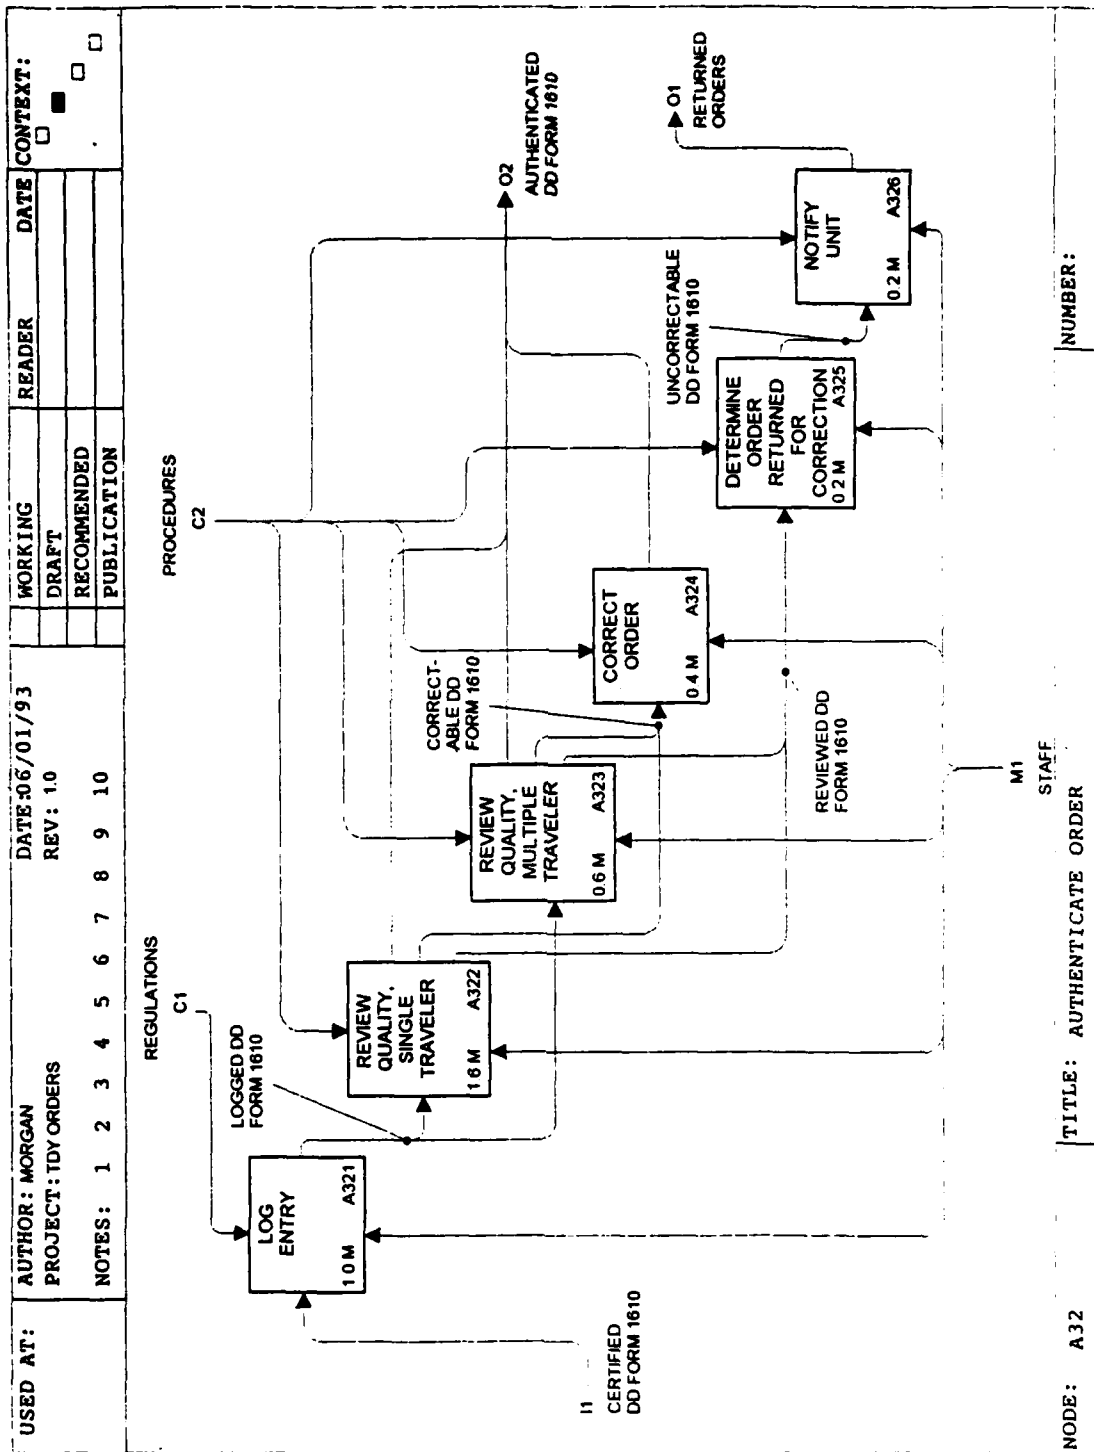 USED AT:
AUTHOR: MORGAN
PROJECT: TDY ORDERS
DATE:06/01/93
REV: 1.0
NOTES: 1 2 3 4 5 6 7 8 9 10
WORKING
DRAFT
RECOMMENDED
PUBLICATION
READER
DATE
CONTEXT:
REGULATIONS
C1
PROCEDURES
C2
LOG
ENTRY
1 0 M A321
LOGGED DD
FORM 1610
REVIEW
QUALITY,
SINGLE
TRAVELER
1 6 M A322
REVIEW
QUALITY,
MULTIPLE
TRAVELER
0.6 M A323
CORRECT-
ABLE DD
FORM 1610
CORRECT
ORDER
0 4 M A324
O2
AUTHENTICATED
DD FORM 1610
DETERMINE
ORDER
RETURNED
FOR
CORRECTION
0 2 M A325
UNCORRECTABLE
DD FORM 1610
NOTIFY
UNIT
0.2 M A326
O1
RETURNED
ORDERS
REVIEWED DD
FORM 1610
I1
CERTIFIED
DD FORM 1610
M1
STAFF
NODE: A32
TITLE: AUTHENTICATE ORDER
NUMBER: